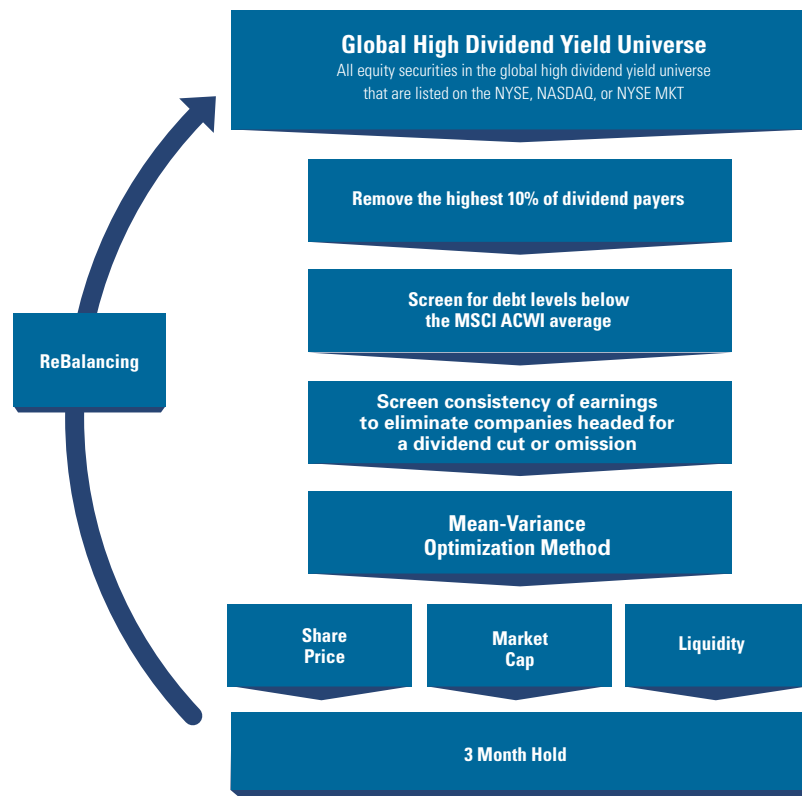 Global High Dividend Yield Universe
All equity securities in the global high dividend yield universe
that are listed on the NYSE, NASDAQ, or NYSE MKT
Remove the highest 10% of dividend payers
Screen for debt levels below
the MSCI ACWI average
ReBalancing
Screen consistency of earnings
to eliminate companies headed for
a dividend cut or omission
Mean-Variance
Optimization Method
Share
Price
Market
Cap
Liquidity
3 Month Hold